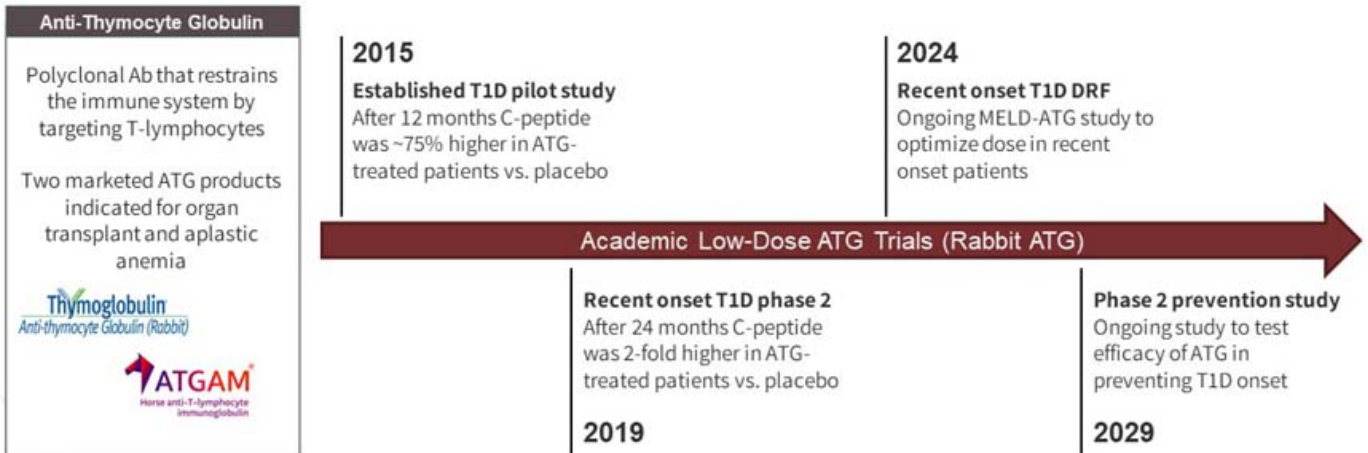 Anti-Thymocyte Globulin
Polyclonal Ab that restrains
the immune system by
targeting T-lymphocytes
Two marketed ATG products
indicated for organ
transplant and aplastic
anemia
Thymoglobulin
Anti-thymocyte Globulin (Rabbit)
ATGAM®
Horse anti-T-lymphocyte
immunoglobulin
2015
Established T1D pilot study
After 12 months C-peptide
was ~75% higher in ATG-
treated patients vs. placebo
2024
Recent onset T1D DRF
Ongoing MELD-ATG study to
optimize dose in recent
onset patients
Academic Low-Dose ATG Trials (Rabbit ATG)
Recent onset T1D phase 2
After 24 months C-peptide
was 2-fold higher in ATG-
treated patients vs. placebo
2019
Phase 2 prevention study
Ongoing study to test
efficacy of ATG in
preventing T1D onset
2029